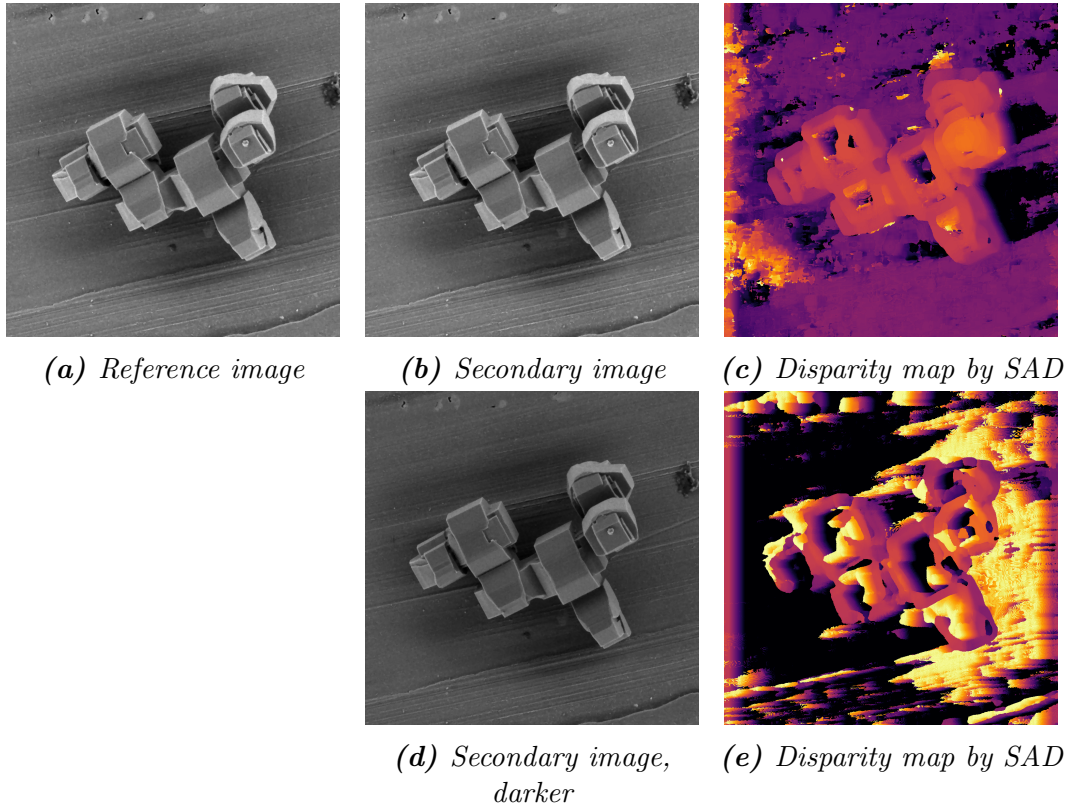 (a) Reference image
(b) Secondary image
(c) Disparity map by SAD
(d) Secondary image,
darker
(e) Disparity map by SAD